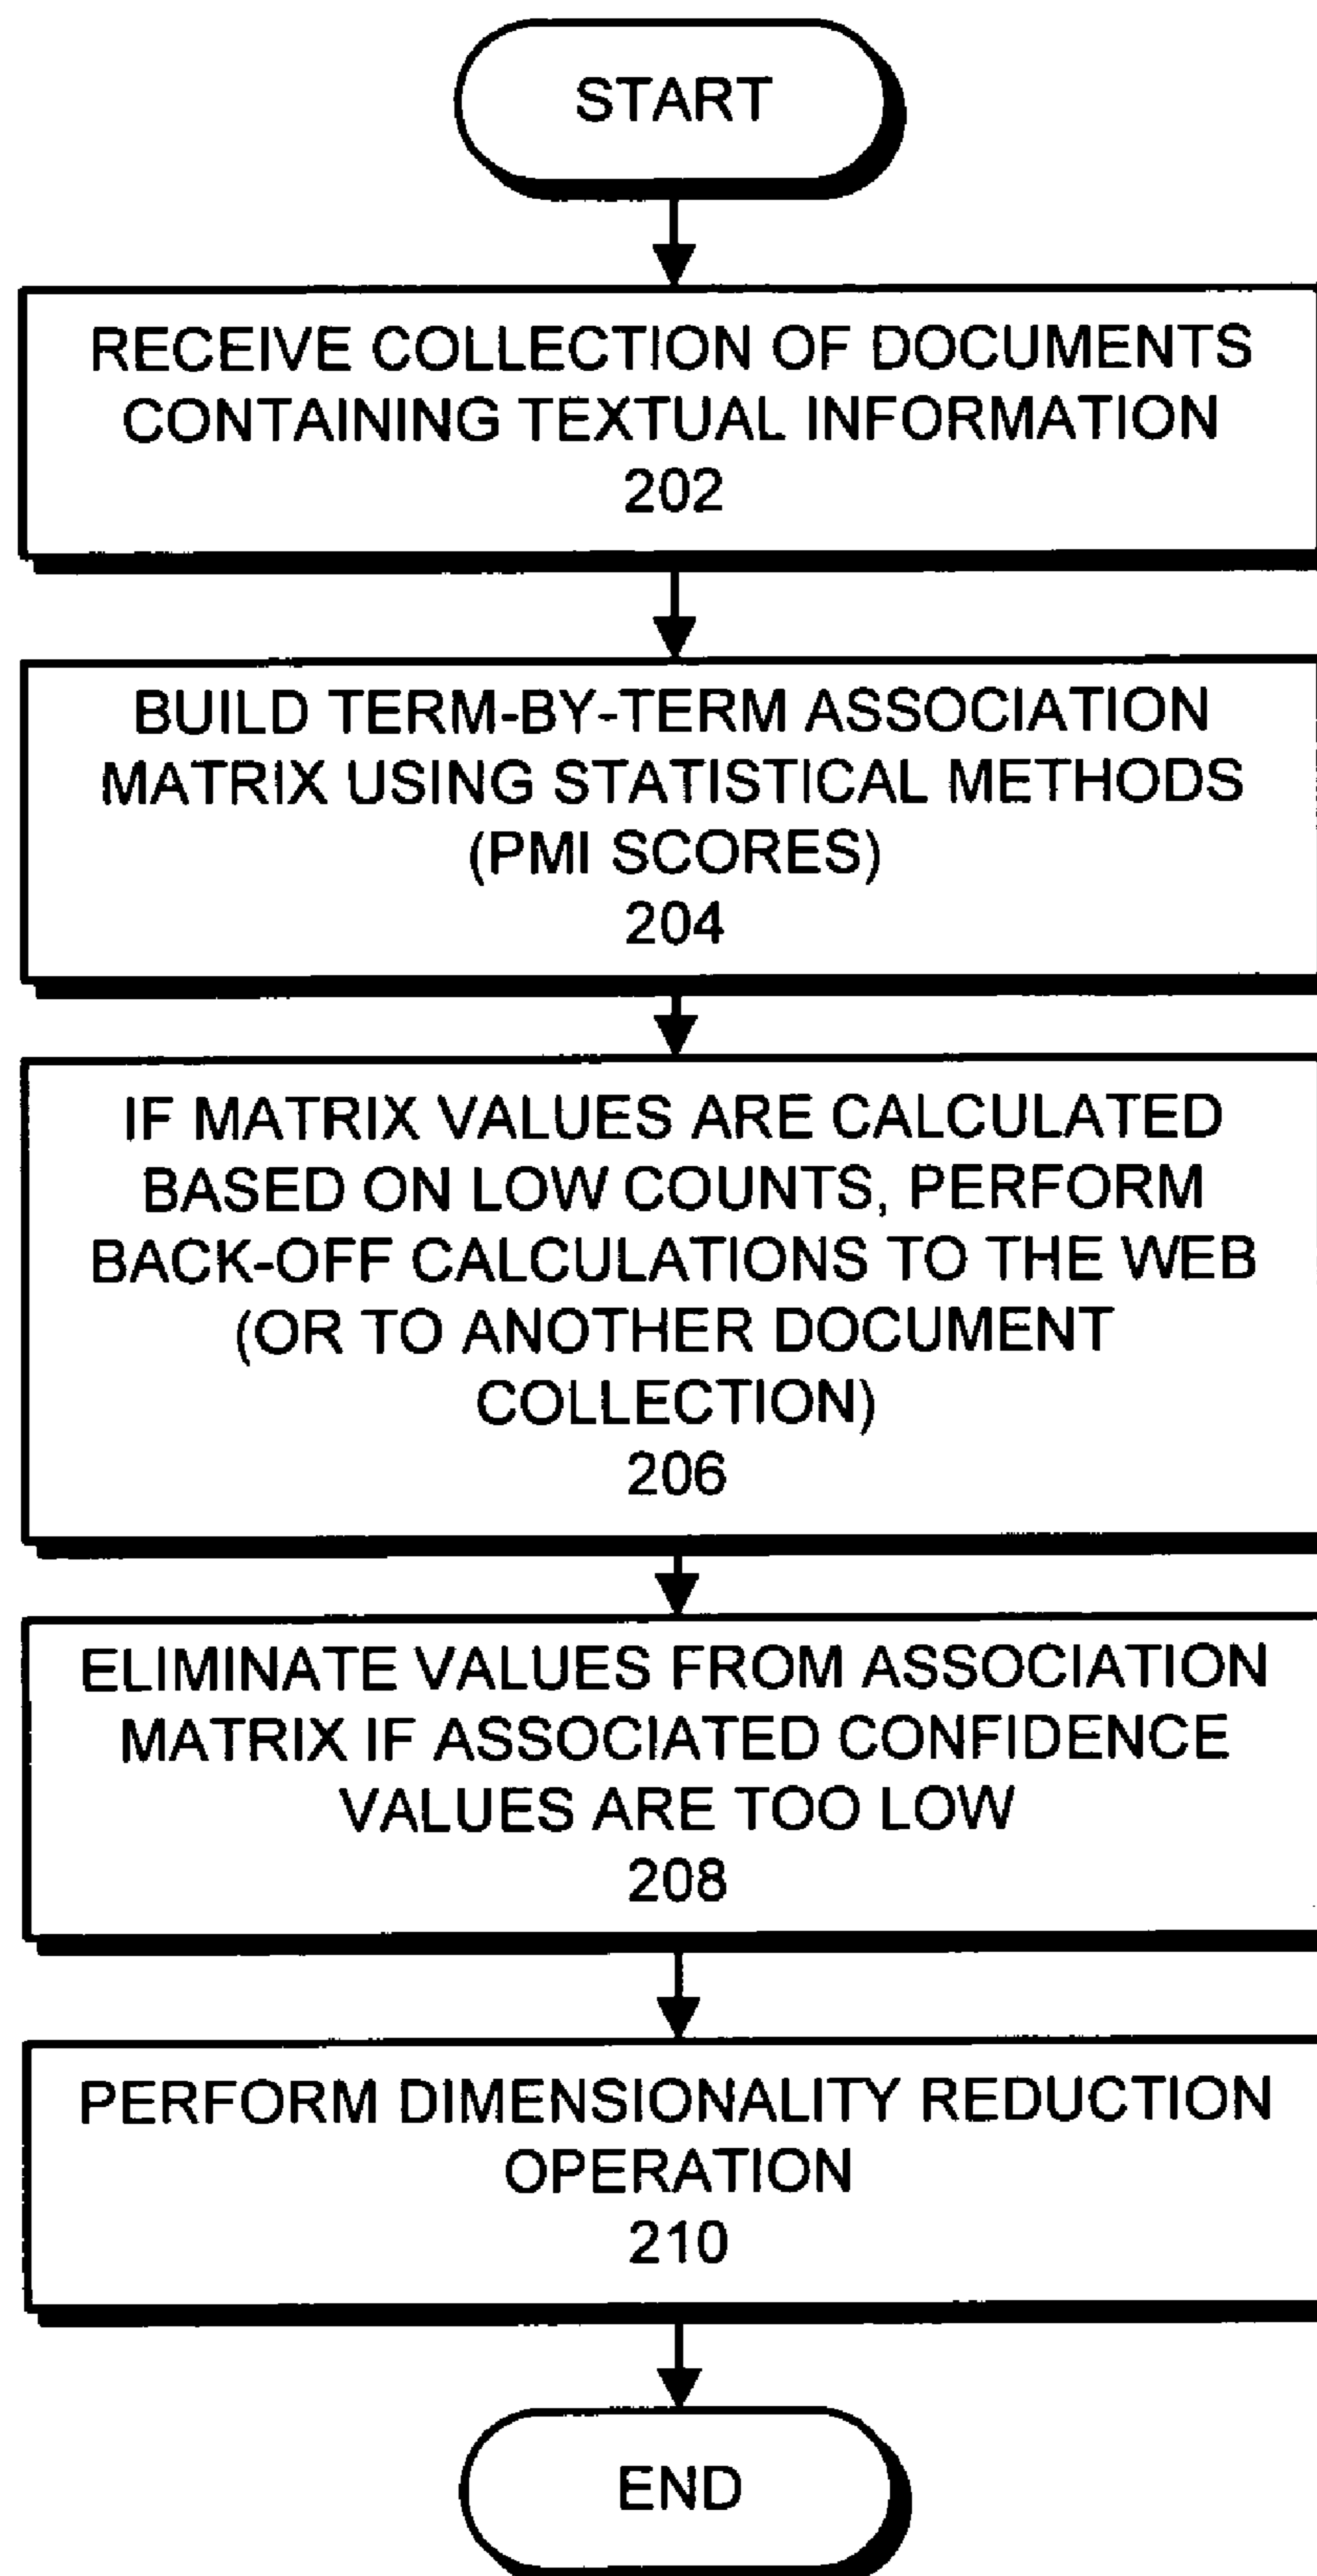 START
RECEIVE COLLECTION OF DOCUMENTS
CONTAINING TEXTUAL INFORMATION
202
BUILD TERM-BY-TERM ASSOCIATION
MATRIX USING STATISTICAL METHODS
(PMI SCORES)
204
IF MATRIX VALUES ARE CALCULATED
BASED ON LOW COUNTS, PERFORM
BACK-OFF CALCULATIONS TO THE WEB
(OR TO ANOTHER DOCUMENT
COLLECTION)
206
ELIMINATE VALUES FROM ASSOCIATION
MATRIX IF ASSOCIATED CONFIDENCE
VALUES ARE TOO LOW
208
PERFORM DIMENSIONALITY REDUCTION
OPERATION
210
END